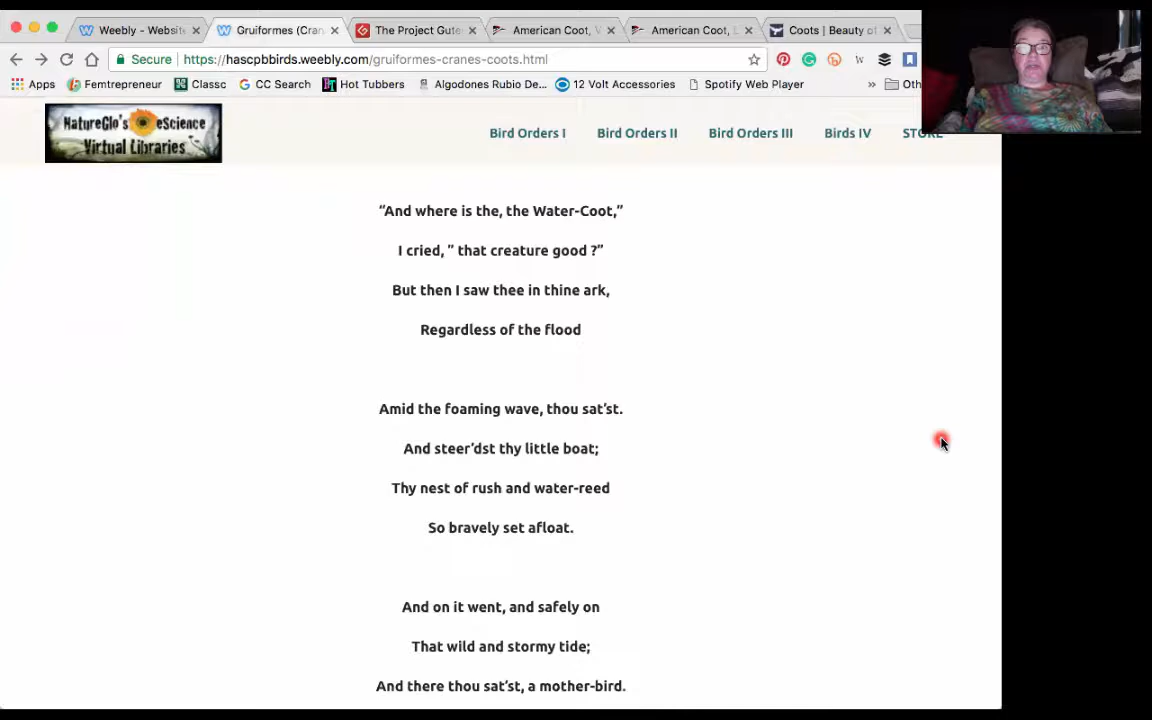 Weebly - Website
Gruiformes (Cran
The Project Gute
American Coot, V
American Coot, L
Coots | Beauty of
Secure
https://hascpbbirds.weebly.com/gruiformes-cranes-coots.html
Apps
Femtrepreneur
Classc
CC Search
Hot Tubbers
Algodones Rubio De...
12 Volt Accessories
Spotify Web Player
»
Oth
NatureGlo's eScience
Virtual Libraries
Bird Orders I
Bird Orders II
Bird Orders III
Birds IV
STORE
“And where is the, the Water-Coot,”
I cried, ” that creature good ?”
But then I saw thee in thine ark,
Regardless of the flood
Amid the foaming wave, thou sat’st.
And steer’dst thy little boat;
Thy nest of rush and water-reed
So bravely set afloat.
And on it went, and safely on
That wild and stormy tide;
And there thou sat’st, a mother-bird.